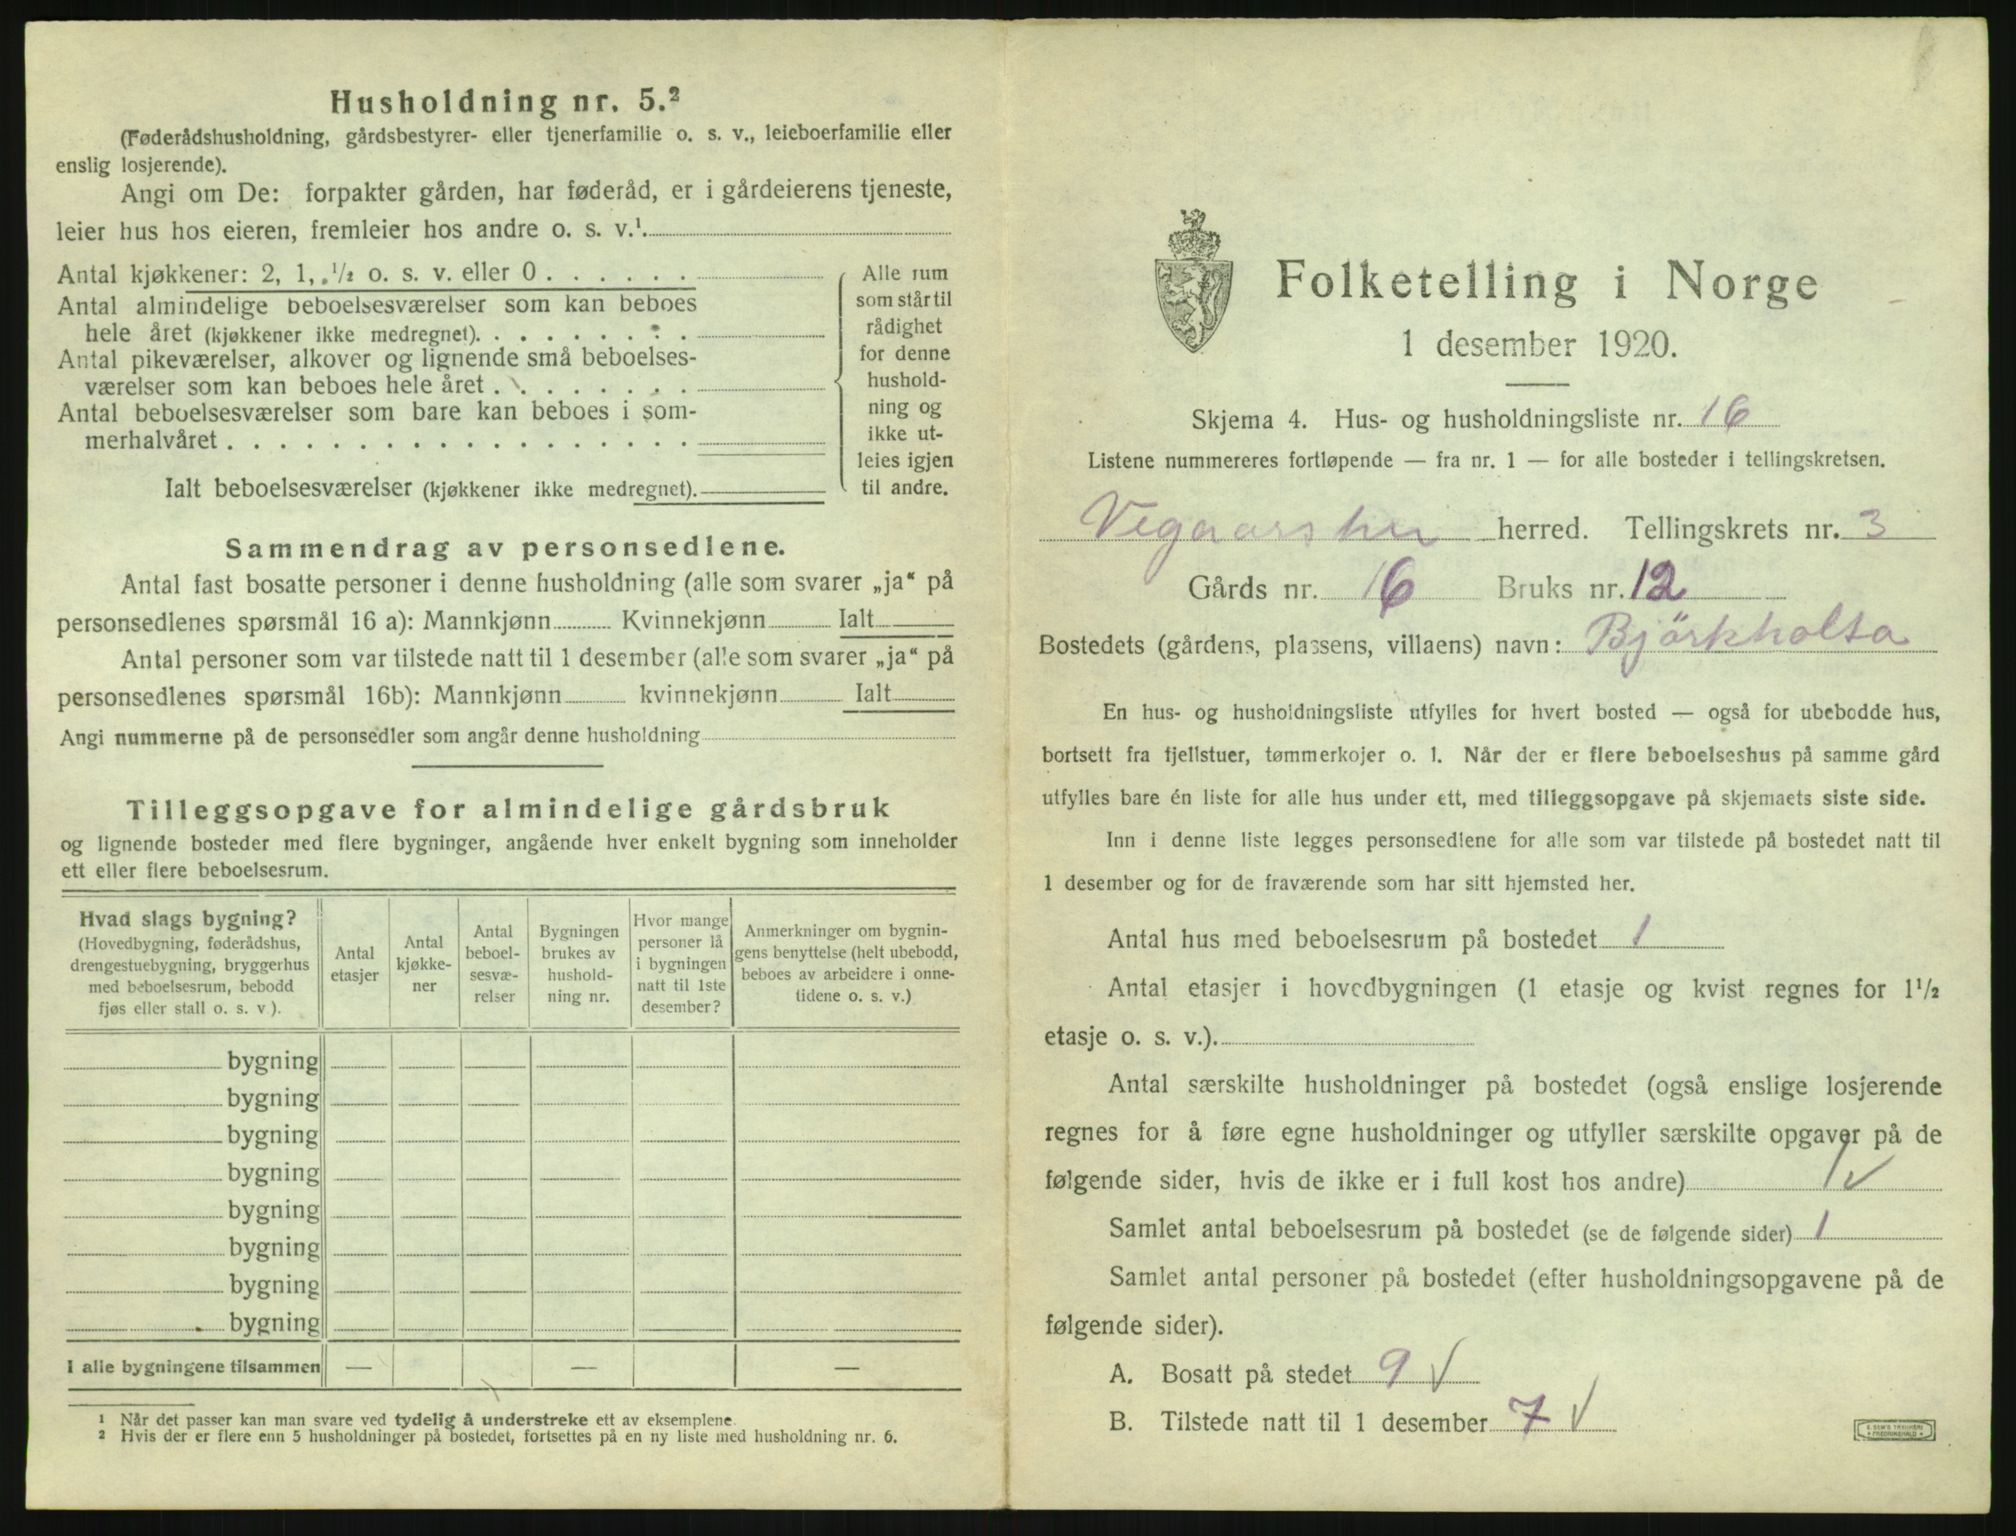 Husholdning nr. 5.²
(Føderådshusholdning, gårdsbestyrer- eller tjenerfamilie o. s. v., leieboerfamilie eller
enslig losjerende).
Angi om De: forpakter gården, har føderåd, er i gårdeierens tjeneste,
leier hus hos eieren, fremleier hos andre o. s. v.¹
Antal kjøkkener: 2, 1, ½ o. s. v. eller 0 . . . . . .
Antal almindelige beboelsesværelser som kan beboes
hele året (kjøkkener ikke medregnet). . . . . . . . .
Antal pikeværelser, alkover og lignende små beboelses-
værelser som kan beboes hele året . . . . . . . .
Antal beboelsesværelser som bare kan beboes i som-
merhalvåret . . . . . . . . . . . . . . . . . .
Ialt beboelsesværelser (kjøkkener ikke medregnet).
Alle rum
som står til
rådighet
for denne
hushold-
ning og
ikke ut-
leies igjen
til andre.
Sammendrag av personsedlene.
Antal fast bosatte personer i denne husholdning (alle som svarer „ja“ på
personsedlenes spørsmål 16 a): Mannkjønn Kvinnekjønn Ialt
Antal personer som var tilstede natt til 1 desember (alle som svarer „ja“ på
personsedlenes spørsmål 16b): Mannkjønn kvinnekjønn Ialt
Angi nummerne på de personsedler som angår denne husholdning
Tilleggsopgave for almindelige gårdsbruk
og lignende bosteder med flere bygninger, angående hver enkelt bygning som inneholder
ett eller flere beboelsesrum.
Hvad slags bygning?
(Hovedbygning, føderådshus,
drengestuebygning, bryggerhus
med beboelsesrum, bebodd
fjøs eller stall o. s. v ).
Antal
etasjer
Antal
kjøkke-
ner
Antal
beboel-
sesvæ-
relser
Bygningen
brukes av
hushold-
ning nr.
Hvor mange
personer lå
i bygningen
natt til 1ste
desember?
Anmerkninger om bygnin-
gens benyttelse (helt ubebodd,
beboes av arbeidere i onne-
tidene o. s. v.)
bygning
bygning
bygning
bygning
bygning
bygning
bygning
bygning
I alle bygningene tilsammen — — —
¹ Når det passer kan man svare ved tydelig å understreke ett av eksemplene.
² Hvis der er flere enn 5 husholdninger på bostedet, fortsettes på en ny liste med husholdning nr. 6.
Folketelling i Norge
1 desember 1920.
Skjema 4. Hus- og husholdningsliste nr. 16
Listene nummereres fortløpende — fra nr. 1 — for alle bosteder i tellingskretsen.
Vegaarshei herred. Tellingskrets nr. 3
Gårds nr. 16 Bruks nr. 12
Bostedets (gårdens, plassens, villaens) navn: Björkholta
En hus- og husholdningsliste utfylles for hvert bosted — også for ubebodde hus,
bortsett fra fjellstuer, tømmerkojer o. l. Når der er flere beboelseshus på samme gård
utfylles bare én liste for alle hus under ett, med tilleggsopgave på skjemaets siste side.
Inn i denne liste legges personsedlene for alle som var tilstede på bostedet natt til
1 desember og for de fraværende som har sitt hjemsted her.
Antal hus med beboelsesrum på bostedet 1
Antal etasjer i hovedbygningen (1 etasje og kvist regnes for 1½
etasje o. s. v.).
Antal særskilte husholdninger på bostedet (også enslige losjerende
regnes for å føre egne husholdninger og utfyller særskilte opgaver på de
følgende sider, hvis de ikke er i full kost hos andre) 1 ✓
Samlet antal beboelsesrum på bostedet (se de følgende sider) 1
Samlet antal personer på bostedet (efter husholdningsopgavene på de
følgende sider).
A. Bosatt på stedet 9 ✓
B. Tilstede natt til 1 desember 7 ✓